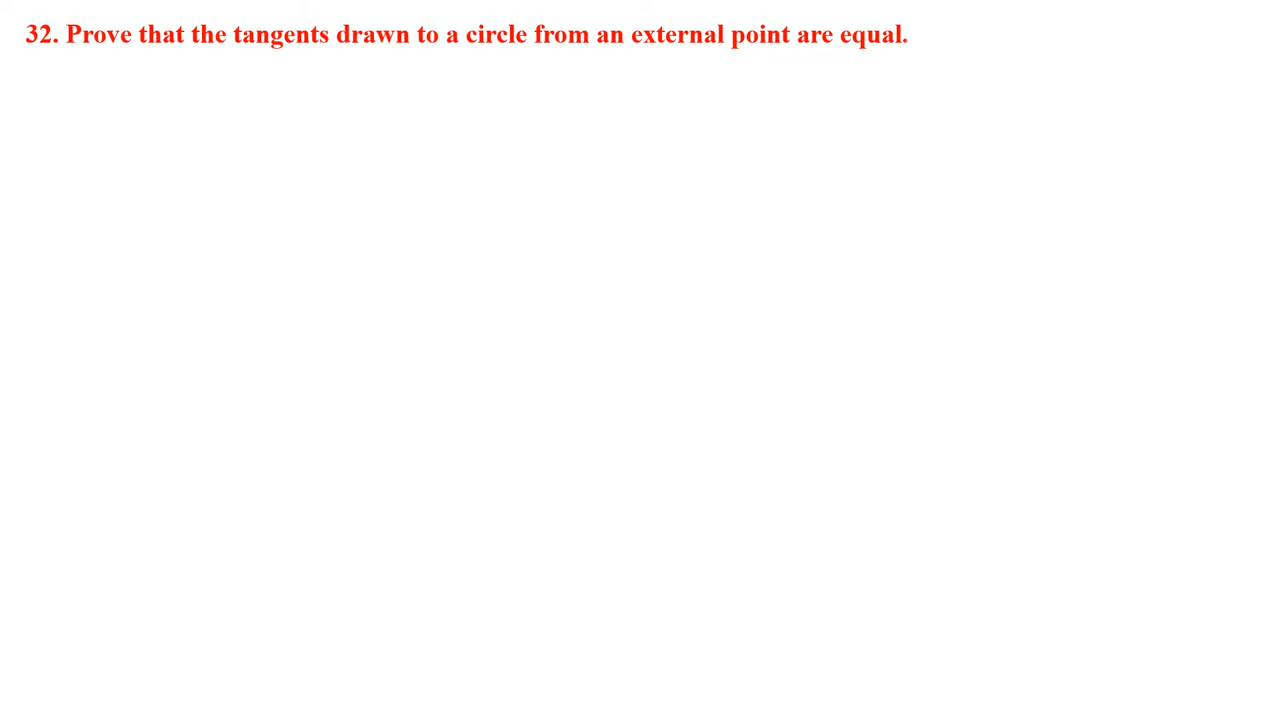 32. Prove that the tangents drawn to a circle from an external point are equal.